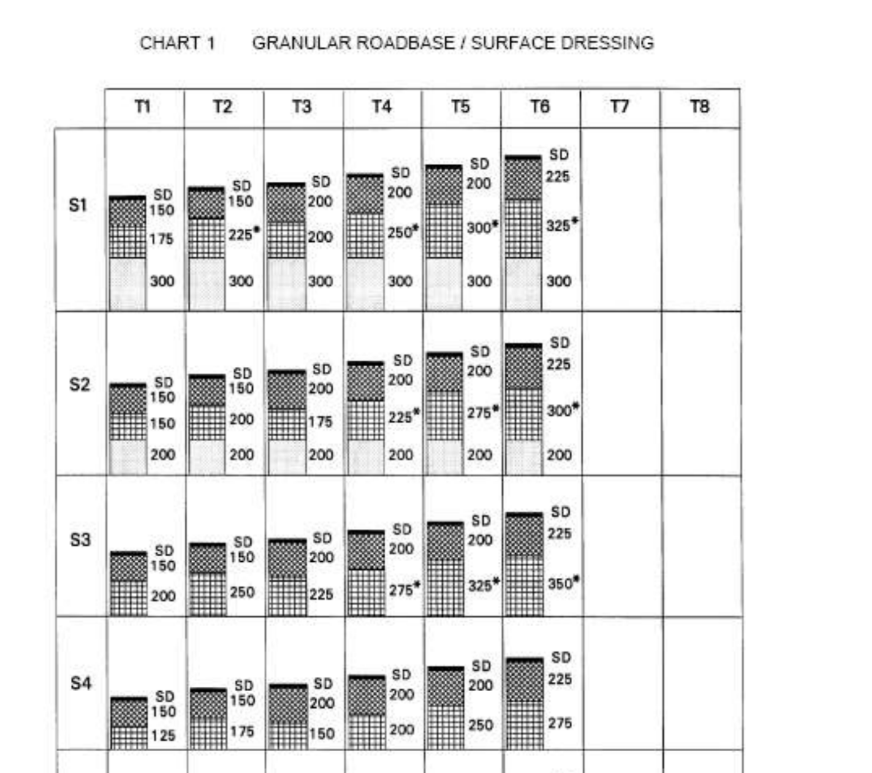 CHART 1 GRANULAR ROADBASE / SURFACE DRESSING
T1 T2 T3 T4 T5 T6 T7 T8
S1
SD SD SD SD SD SD
150 150 200 200 200 225
175 225* 200 250* 300* 325*
300 300 300 300 300 300
S2
SD SD SD SD SD SD
150 150 200 200 200 225
150 200 175 225* 275* 300*
200 200 200 200 200 200
S3
SD SD SD SD SD SD
150 150 200 200 200 225
200 250 225 275* 325* 350*
S4
SD SD SD SD SD SD
150 150 200 200 200 225
125 175 150 200 250 275